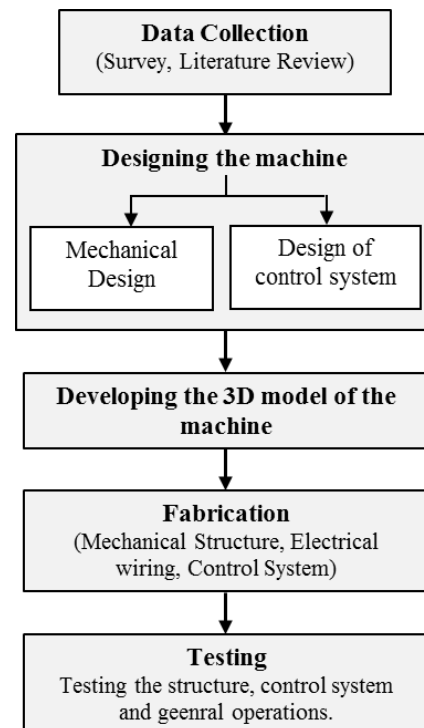 Data Collection
(Survey, Literature Review)
Designing the machine
Mechanical
Design
Design of
control system
Developing the 3D model of the
machine
Fabrication
(Mechanical Structure, Electrical
wiring, Control System)
Testing
Testing the structure, control system
and geenral operations.